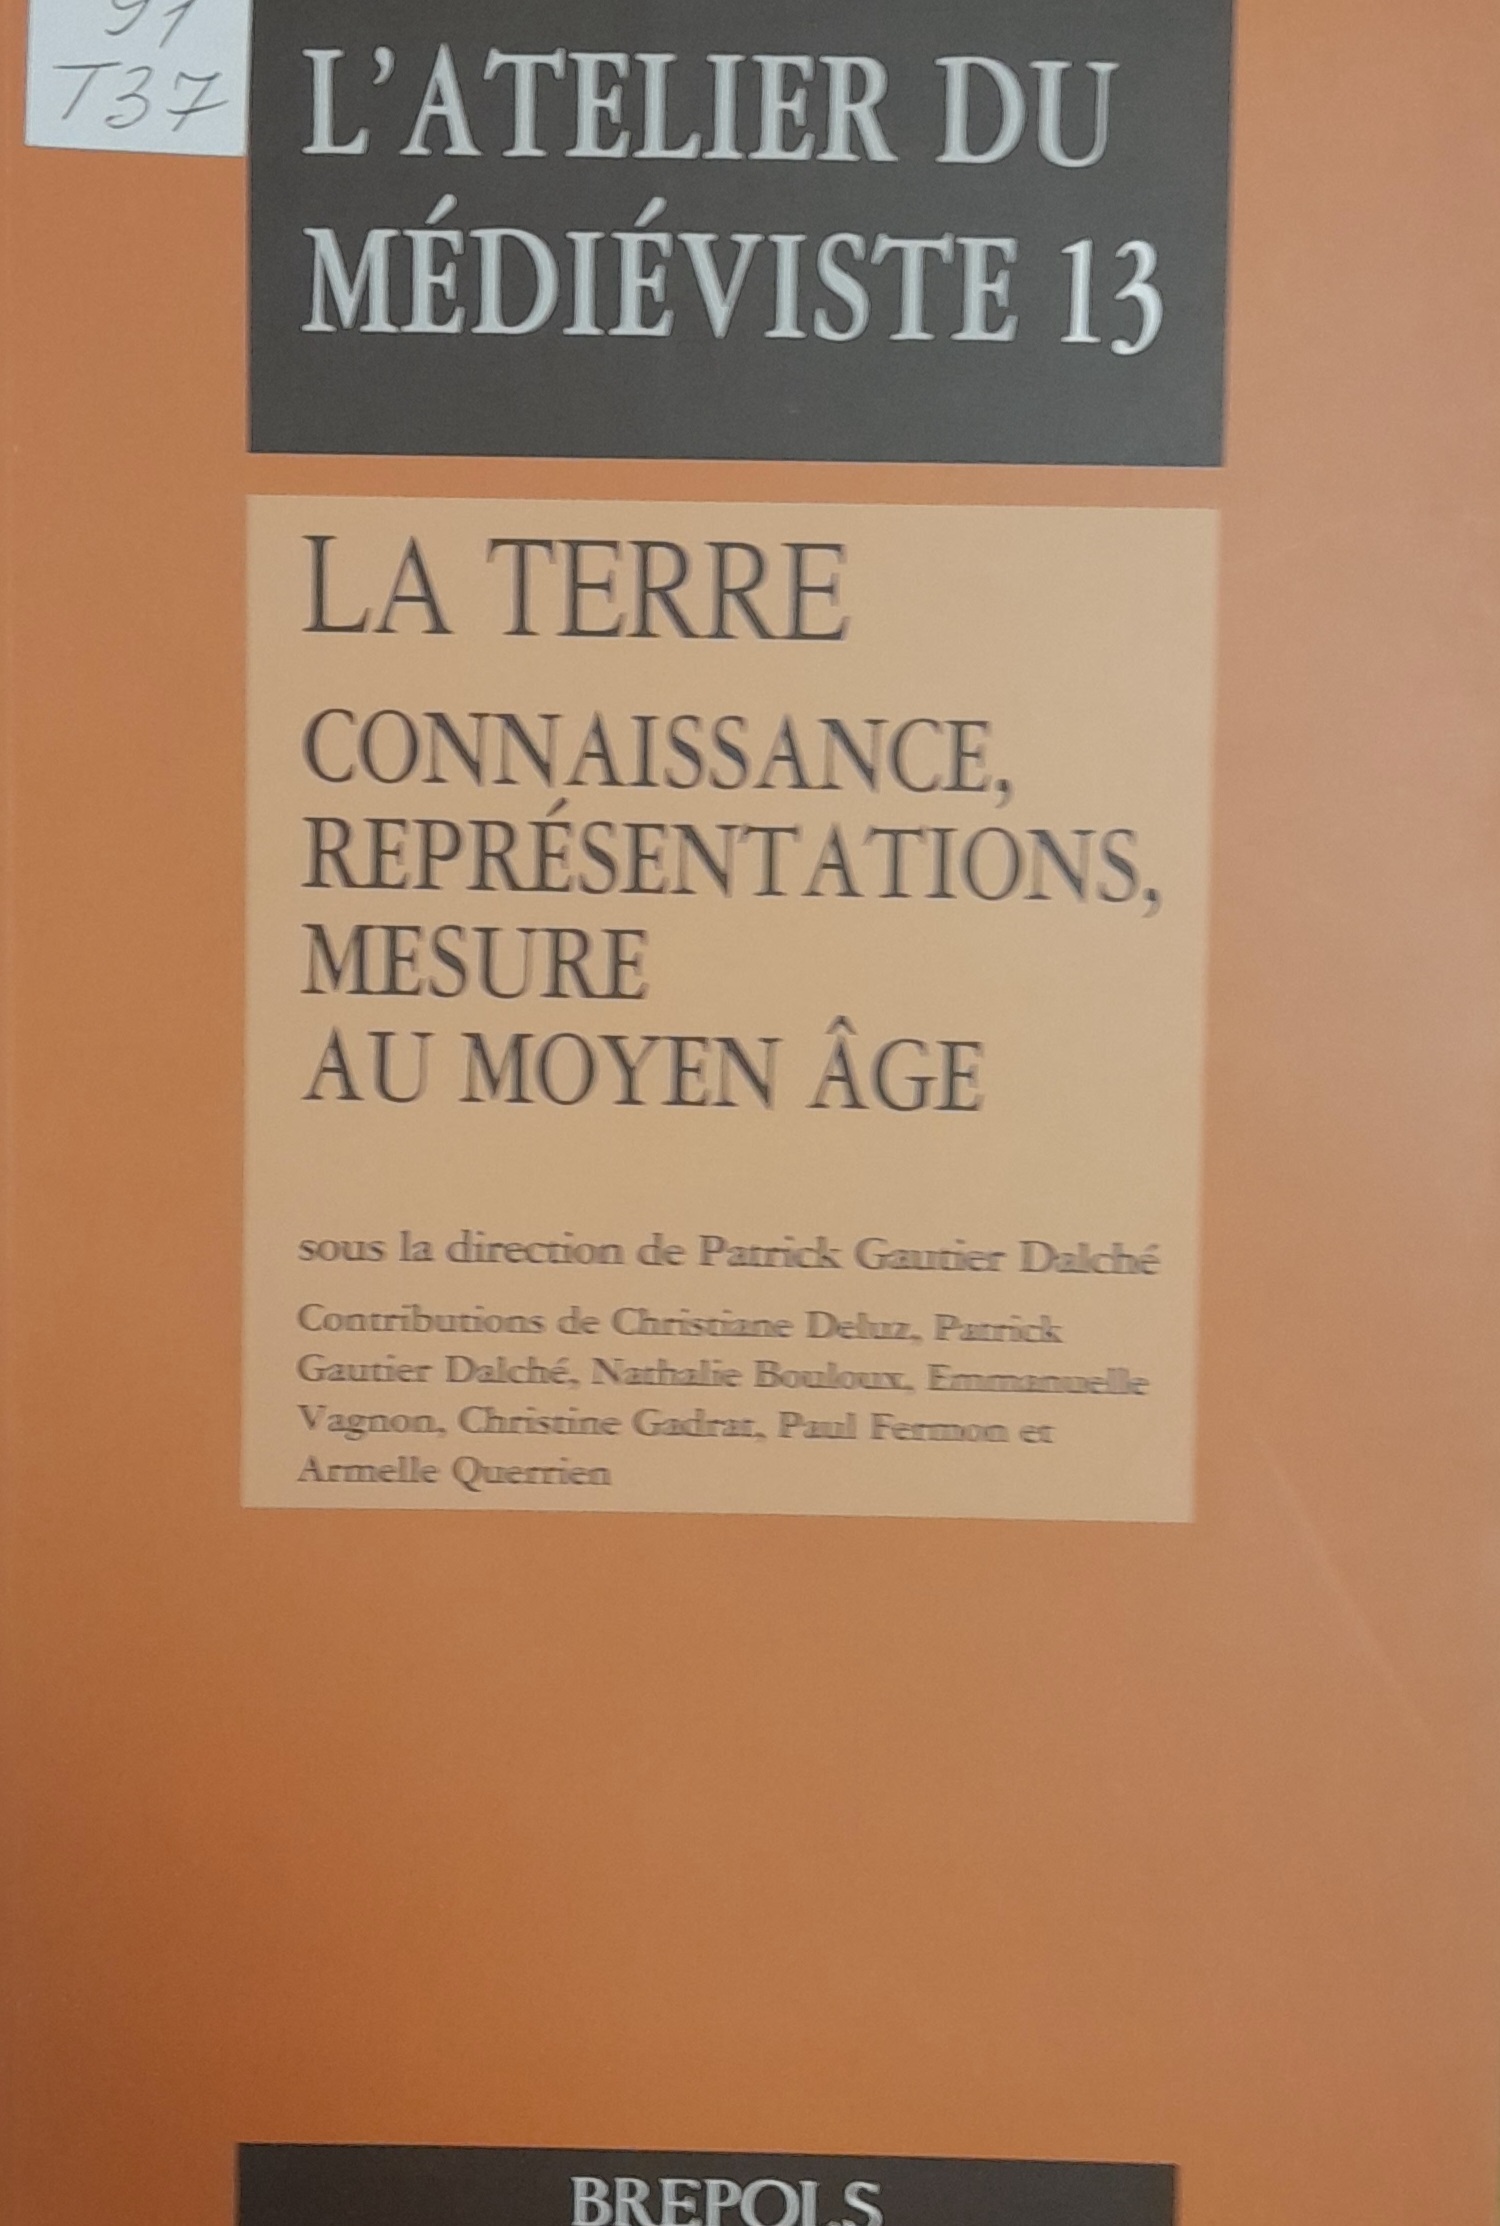 91
T37
L'ATELIER DU
MÉDIÉVISTE 13
LA TERRE
CONNAISSANCE,
REPRÉSENTATIONS,
MESURE
AU MOYEN ÂGE
sous la direction de Patrick Gautier Dalché
Contributions de Christiane Deluz, Patrick
Gautier Dalché, Nathalie Bouloux, Emmanuelle
Vagnon, Christine Gadrat, Paul Fermon et
Armelle Querrien
BREPOLS